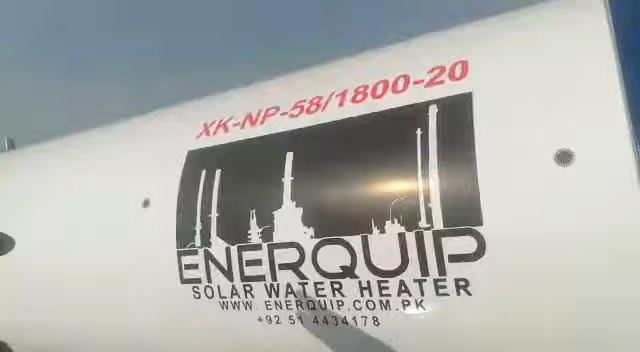 XK-NP-58/1800-20
ENERQUIP
SOLAR WATER HEATER
WWW. ENERQUIP.COM.PK
+92 51 4434178